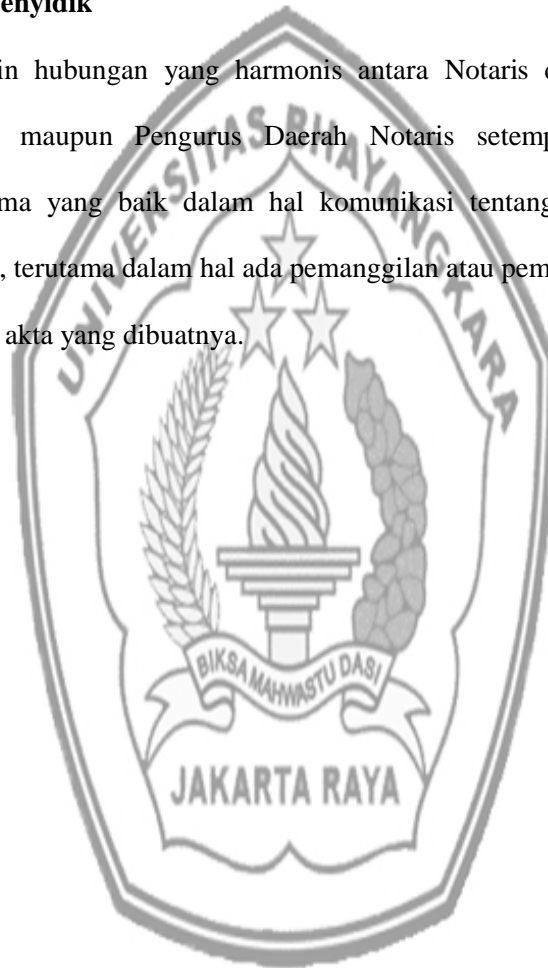 enyidik
in hubungan yang harmonis antara Notaris
maupun Pengurus Daerah Notaris setemp
ma yang baik dalam hal komunikasi tentang
, terutama dalam hal ada pemanggilan atau pem
akta yang dibuatnya.
UNIVERSITAS BHAYANGKARA
BIKSA MAHWASTU DASI
JAKARTA RAYA